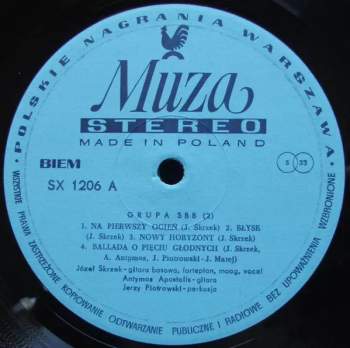 • POLSKIE NAGRANIA WARSZAWA •
Muza
STEREO
MADE IN POLAND
BIEM
SX 1206 A
S 33
GRUPA SBB (2)
1. NA PIERWSZY OGIEŃ (J. Skrzek) 2. BŁYSK
(J. Skrzek) 3. NOWY HORYZONT (J. Skrzek)
4. BALLADA O PIĘCIU GŁODNYCH (J. Skrzek,
A. Antymos, J. Piotrowski - J. Matej)
Józef Skrzek - gitara basowa, fortepian, moog, vocal
Antymos Apostolis - gitara
Jerzy Piotrowski - perkusja
WSZYSTKIE PRAWA ZASTRZEŻONE KOPIOWANIE ODTWARZANIE PUBLICZNE I RADIOWE BEZ UPOWAŻNIENIA WZBRONIONE